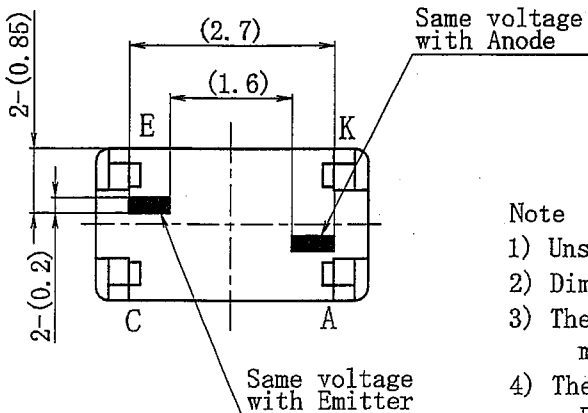 Same voltage
with Anode
(2.7)
(1.6)
2-(0.85)
E
K
2-(0.2)
C
A
Same voltage
with Emitter
Note
1) Uns
2) Dim
3) The
m
4) The